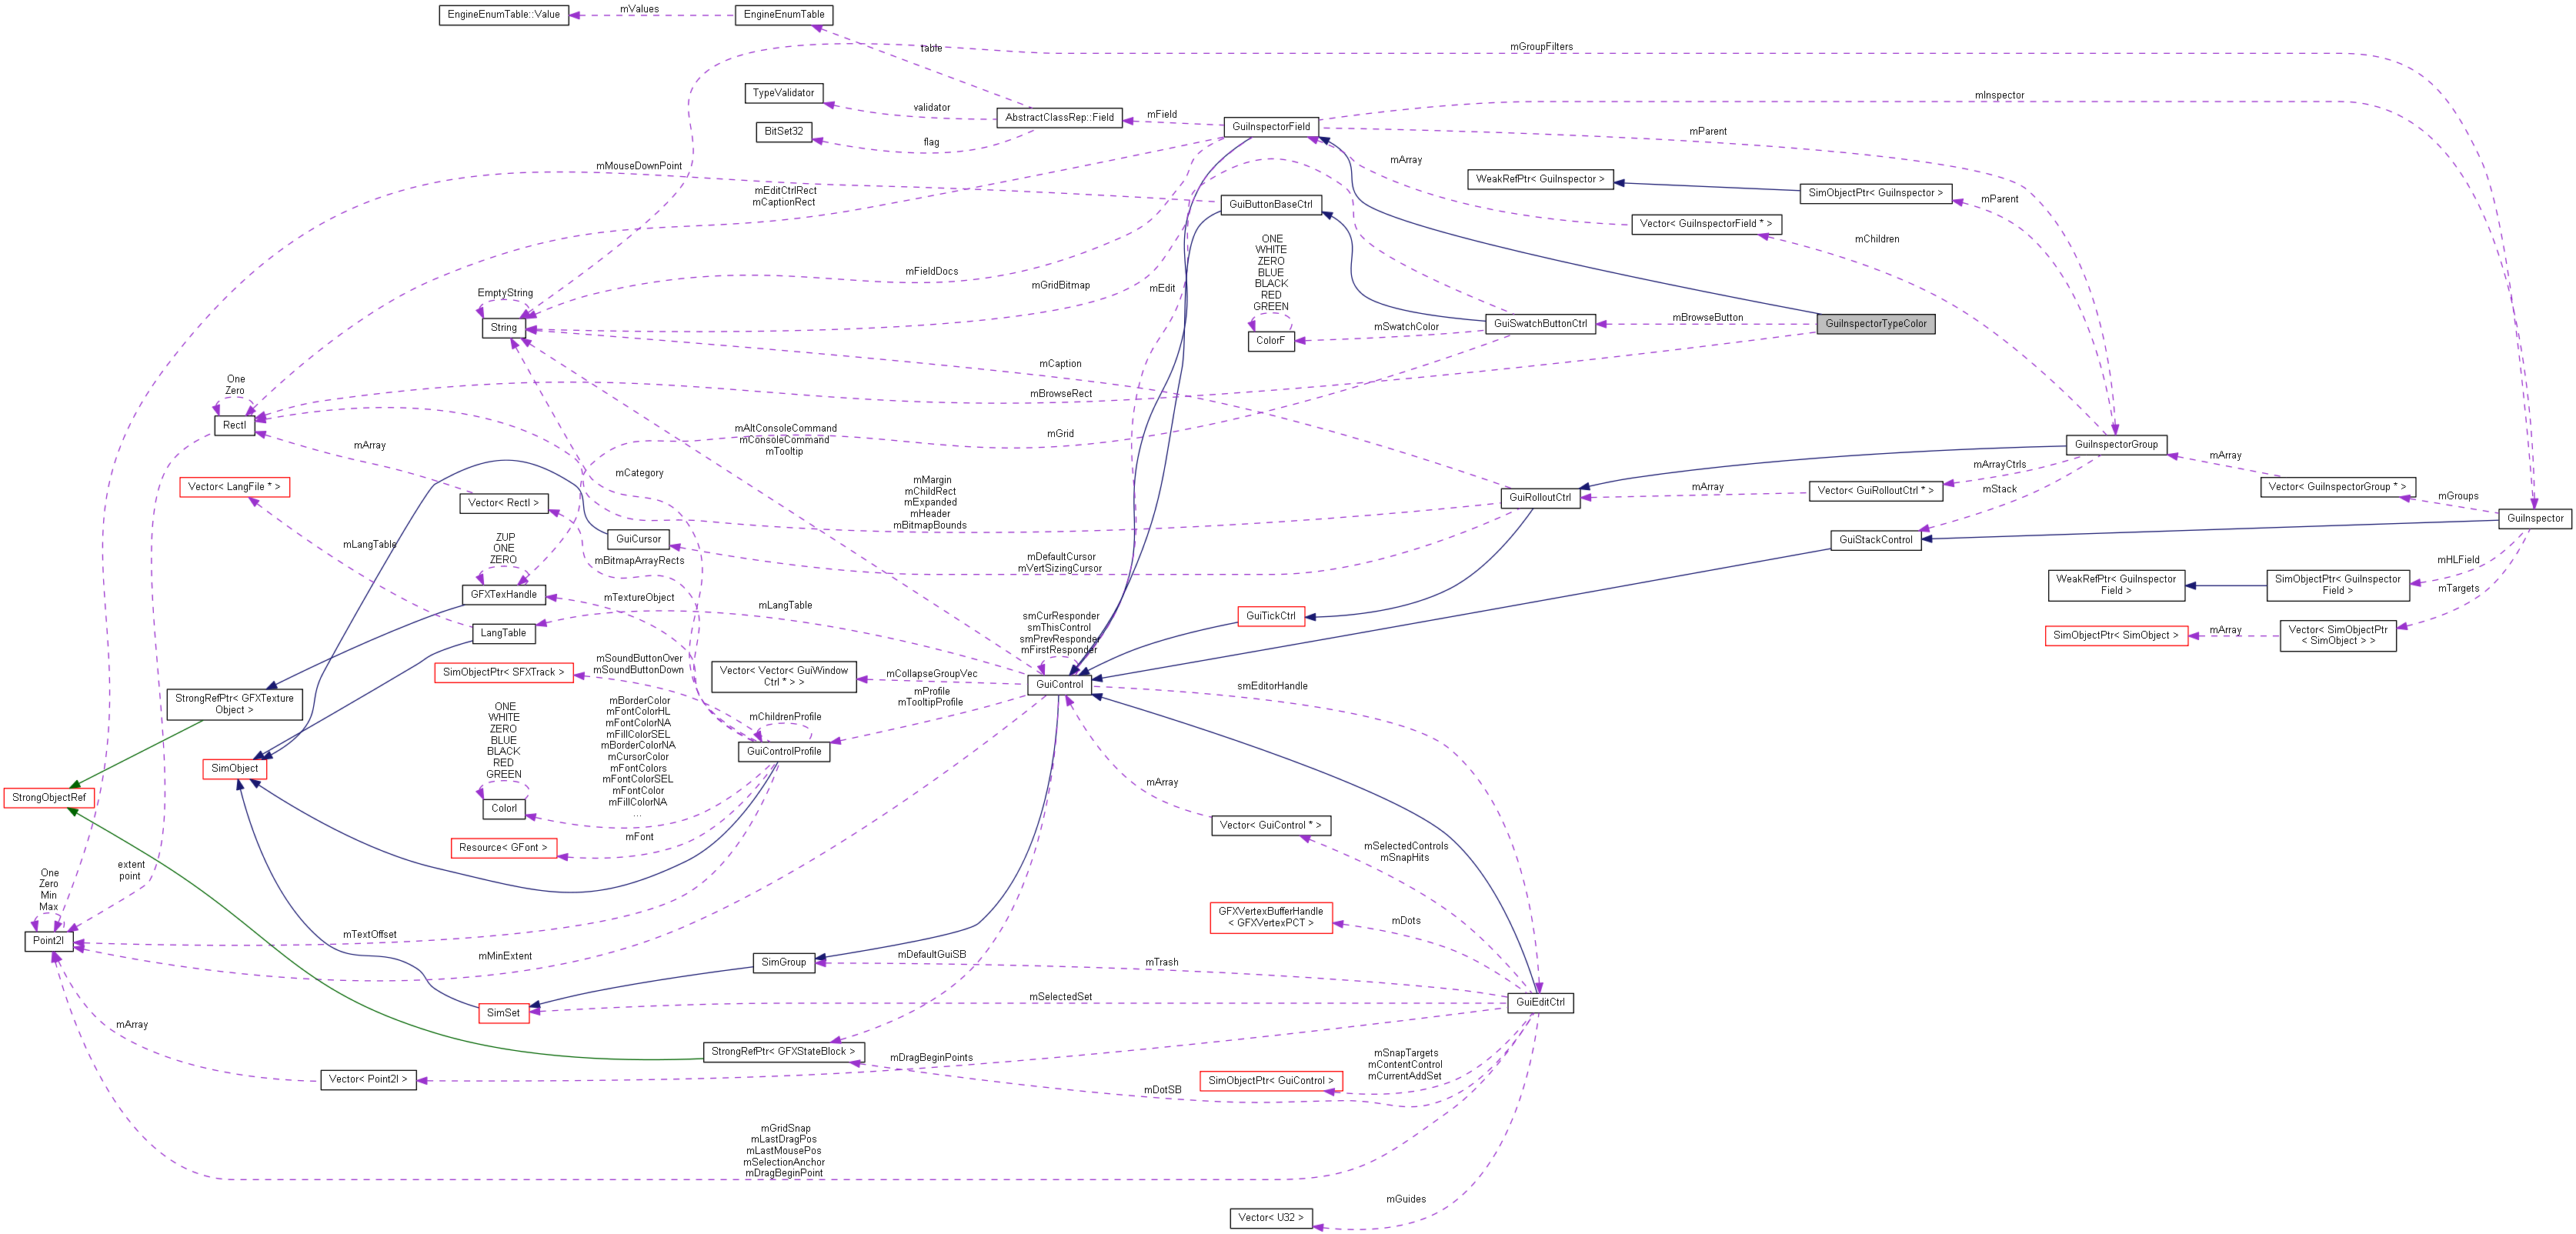 EngineEnumTable::Value
mValues
EngineEnumTable
table
mGroupFilters
TypeValidator
validator
AbstractClassRep::Field
BitSet32
flag
mField
GuiInspectorField
mInspector
mParent
mMouseDownPoint
mEditCtrlRect
mCaptionRect
mArray
WeakRefPtr< GuiInspector >
SimObjectPtr< GuiInspector >
mParent
GuiButtonBaseCtrl
Vector< GuiInspectorField * >
mChildren
ONE
WHITE
ZERO
BLUE
BLACK
RED
GREEN
mFieldDocs
mGridBitmap
mEdit
EmptyString
String
mSwatchColor
ColorF
GuiSwatchButtonCtrl
mBrowseButton
GuiInspectorTypeColor
mCaption
mBrowseRect
One
Zero
RectI
mArray
mAltConsoleCommand
mConsoleCommand
mTooltip
mGrid
GuiInspectorGroup
mArray
mArrayCtrls
mStack
Vector< GuiInspectorGroup * >
mGroups
GuiInspector
mCategory
Vector< LangFile * >
Vector< RectI >
mMargin
mChildRect
mExpanded
mHeader
mBitmapBounds
GuiRolloutCtrl
mArray
Vector< GuiRolloutCtrl * >
GuiStackControl
mLangTable
GuiCursor
ZUP
ONE
ZERO
mBitmapArrayRects
mDefaultCursor
mVertSizingCursor
mHLField
WeakRefPtr< GuiInspector
Field >
SimObjectPtr< GuiInspector
Field >
mTargets
GFXTexHandle
mTextureObject
mLangTable
LangTable
smCurResponder
smThisControl
smPrevResponder
mFirstResponder
GuiTickCtrl
SimObjectPtr< SimObject >
mArray
Vector< SimObjectPtr
< SimObject > >
mSoundButtonOver
mSoundButtonDown
SimObjectPtr< SFXTrack >
Vector< Vector< GuiWindow
Ctrl * > >
mCollapseGroupVec
GuiControl
smEditorHandle
mProfile
mTooltipProfile
StrongRefPtr< GFXTexture
Object >
mBorderColor
mFontColorHL
mFontColorNA
mFillColorSEL
mBorderColorNA
mCursorColor
mFontColors
mFontColorSEL
mFontColor
mFillColorNA
...
mChildrenProfile
GuiControlProfile
ONE
WHITE
ZERO
BLUE
BLACK
RED
GREEN
ColorI
SimObject
StrongObjectRef
mArray
Vector< GuiControl * >
Resource< GFont >
mFont
mSelectedControls
mSnapHits
extent
point
One
Zero
Min
Max
Point2I
GFXVertexBufferHandle
< GFXVertexPCT >
mDots
mTextOffset
mMinExtent
SimGroup
mDefaultGuiSB
mTrash
mSelectedSet
SimSet
GuiEditCtrl
mArray
StrongRefPtr< GFXStateBlock >
mDragBeginPoints
Vector< Point2I >
mSnapTargets
mContentControl
mCurrentAddSet
SimObjectPtr< GuiControl >
mDotSB
mGridSnap
mLastDragPos
mLastMousePos
mSelectionAnchor
mDragBeginPoint
mGuides
Vector< U32 >